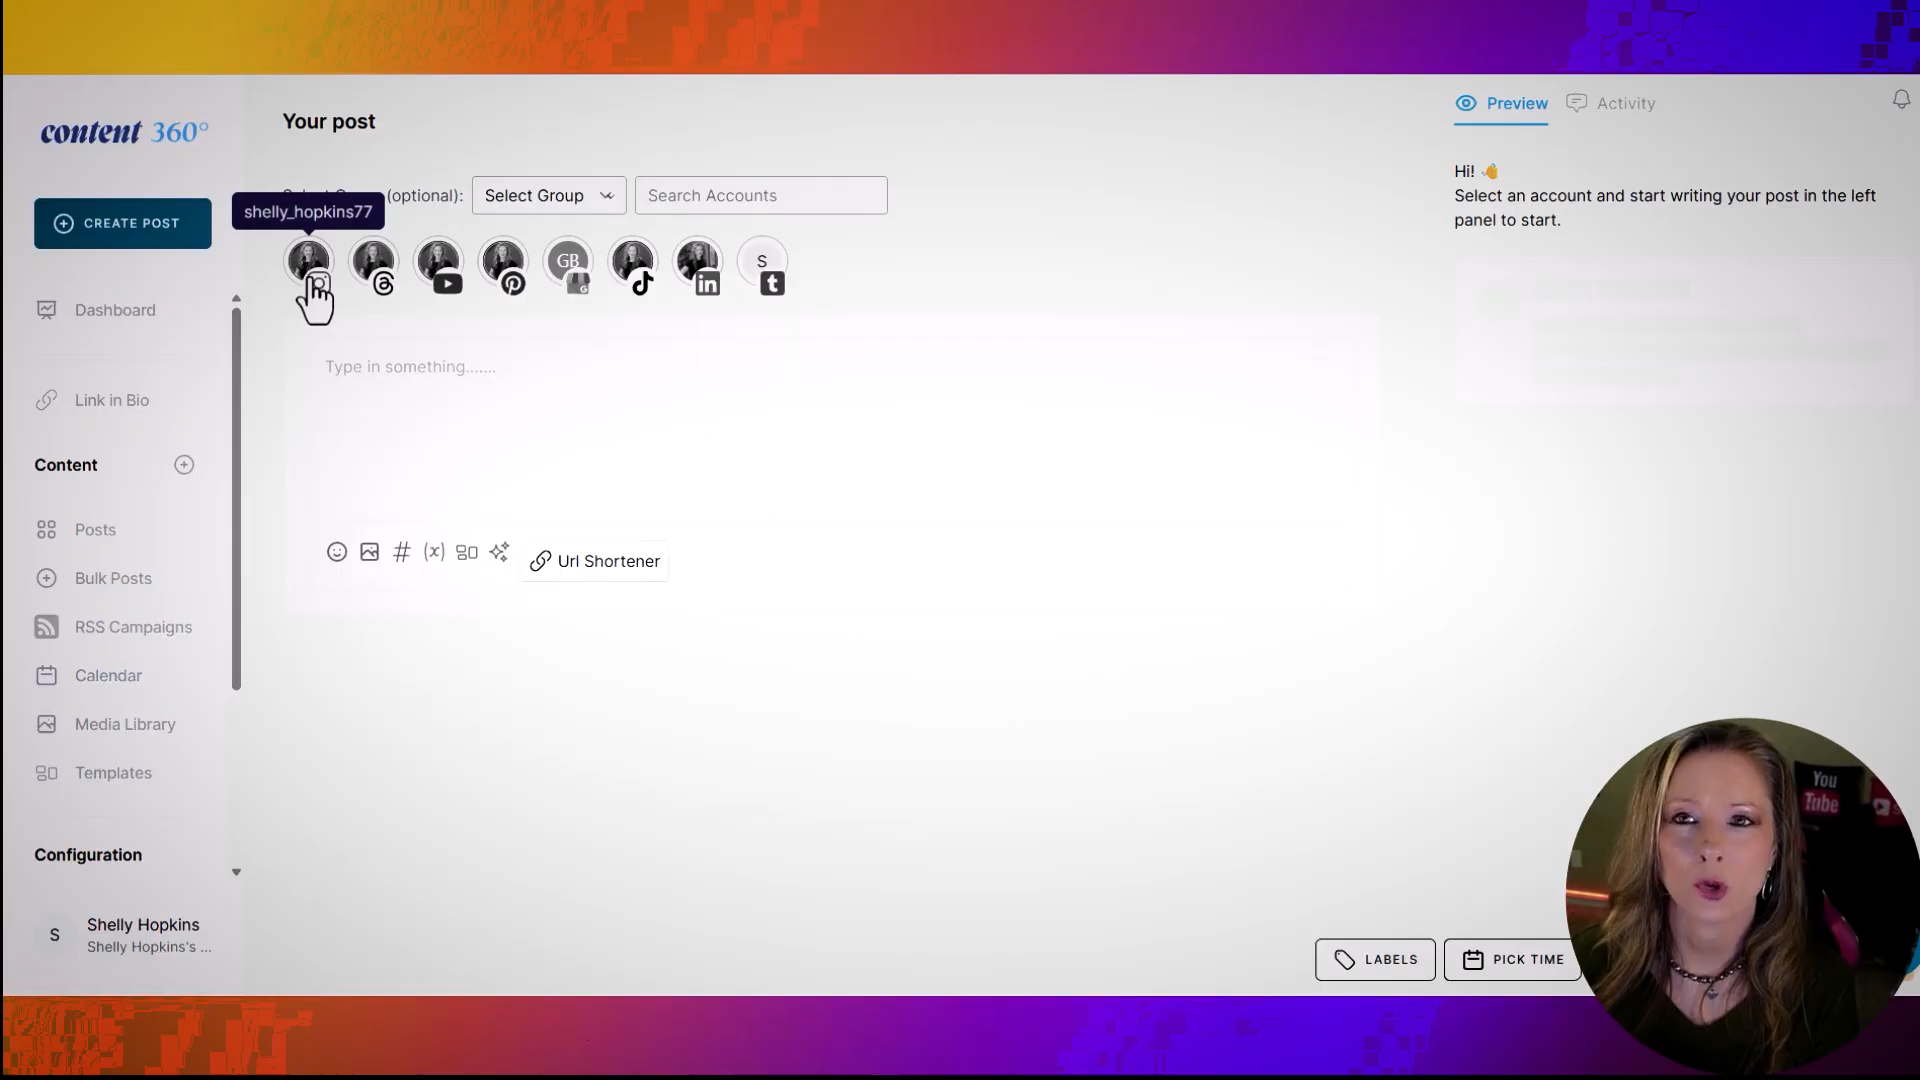 content 360°
Your post
Preview
Activity
Hi! 👋
Select an account and start writing your post in the left
panel to start.
(optional):
Select Group
Search Accounts
shelly_hopkins77
CREATE POST
GB
G
S
Dashboard
Type in something.......
Link in Bio
Content
Posts
Url Shortener
Bulk Posts
RSS Campaigns
Calendar
Media Library
Templates
Configuration
S
Shelly Hopkins
Shelly Hopkins's ...
LABELS
PICK TIME
You
Tube